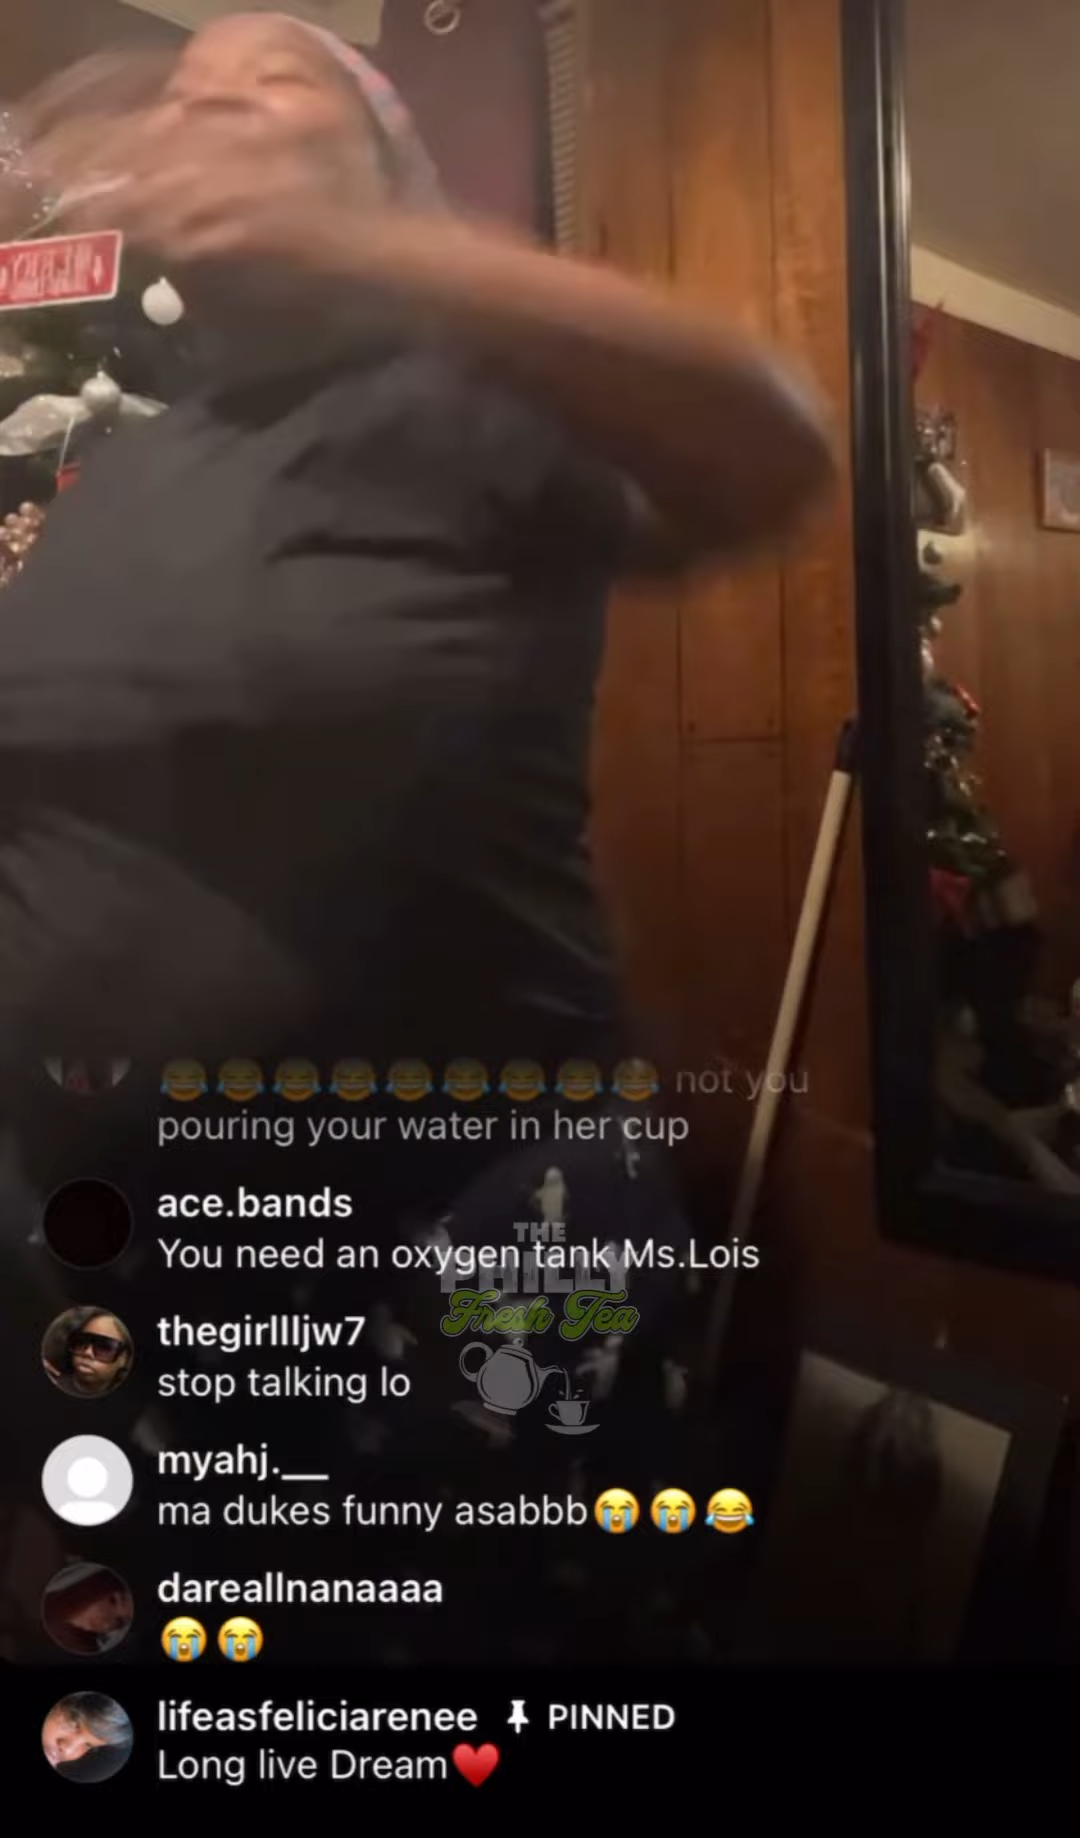 😂😂😂😂😂😂😂😂😂 not you
pouring your water in her cup
ace.bands
You need an oxygen tank Ms.Lois
THE
PHILLY
Fresh Tea
thegirllljw7
stop talking lo
myahj.__
ma dukes funny asabbb😭😭😂
dareallnanaaaa
😭😭
lifeasfeliciarenee PINNED
Long live Dream❤️